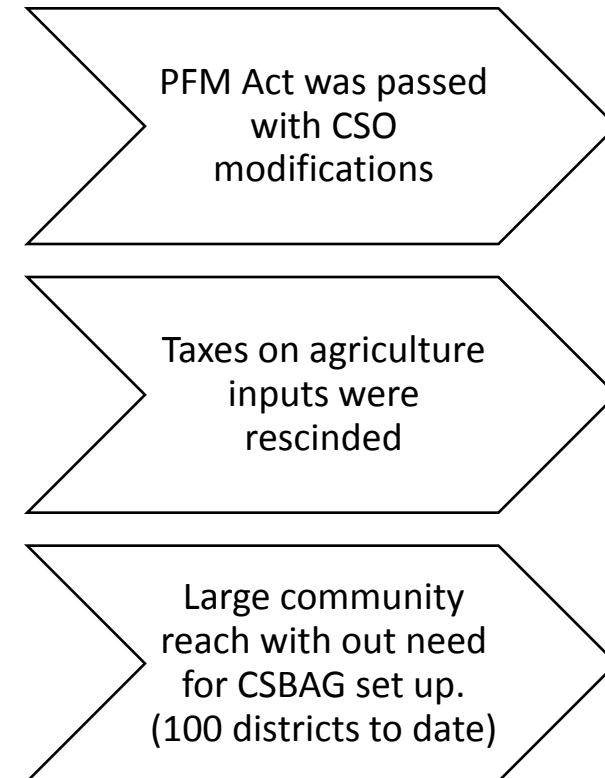 PFM Act was passed
with CSO
modifications
Taxes on agriculture
inputs were
rescinded
Large community
reach with out need
for CSBAG set up.
(100 districts to date)